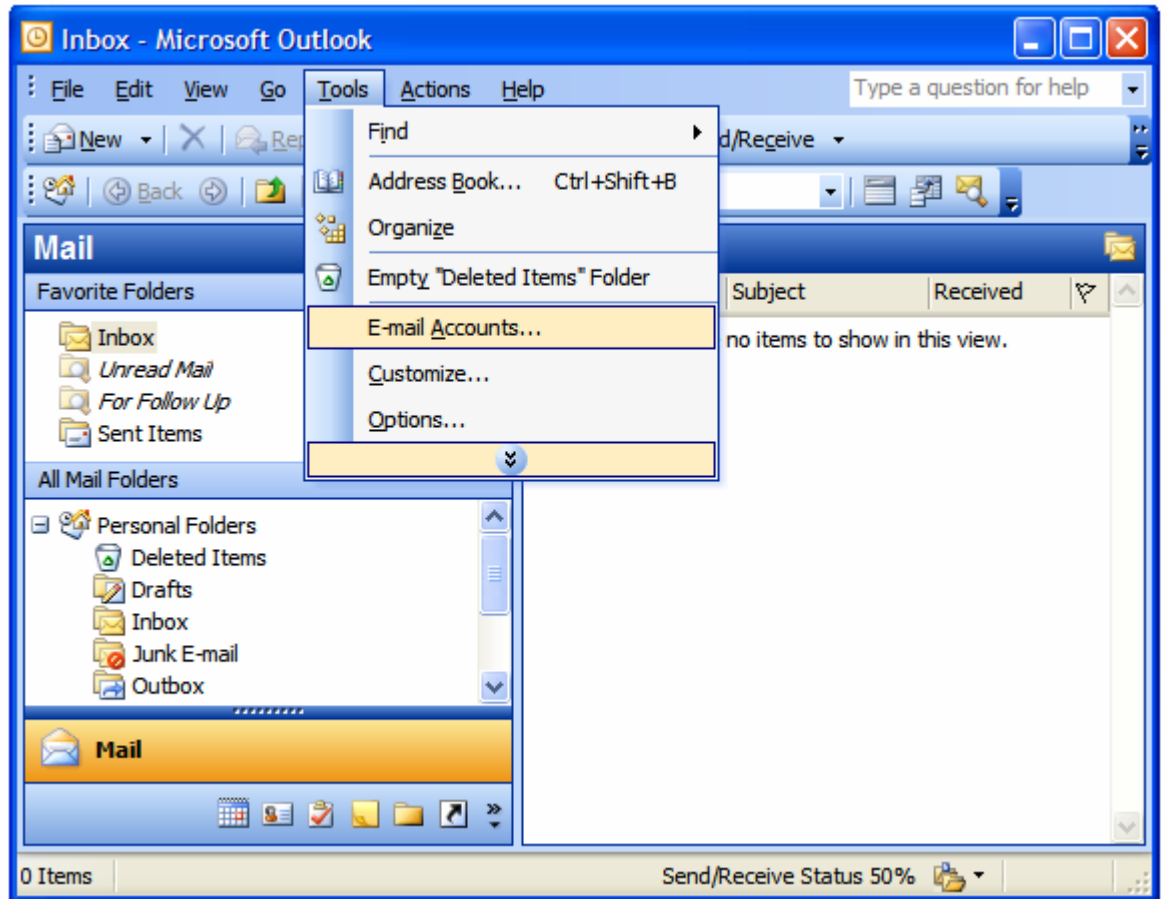 Inbox - Microsoft Outlook
File Edit View Go Tools Actions Help Type a question for help
New Rep d/Receive
Find
Back
Address Book... Ctrl+Shift+B
Organize
Mail
Empty "Deleted Items" Folder
Favorite Folders Subject Received
E-mail Accounts...
Inbox no items to show in this view.
Unread Mail Customize...
For Follow Up
Options...
Sent Items
All Mail Folders
Personal Folders
Deleted Items
Drafts
Inbox
Junk E-mail
Outbox
Mail
0 Items Send/Receive Status 50%